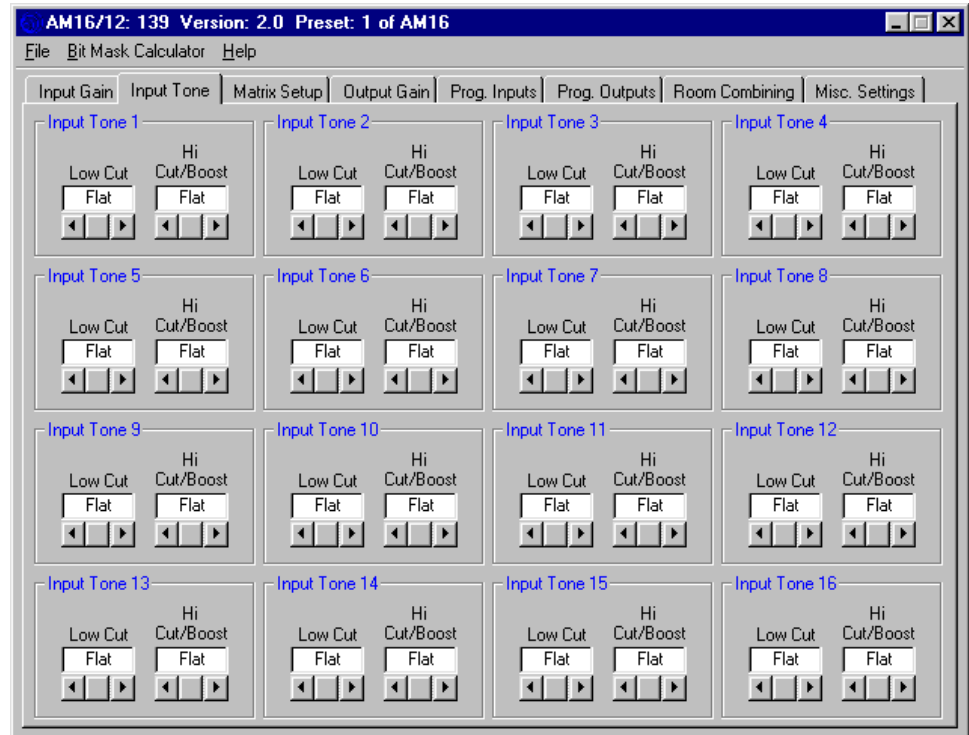 AM16/12: 139 Version: 2.0 Preset: 1 of AM16
File Bit Mask Calculator Help
Input Gain Input Tone Matrix Setup Output Gain Prog. Inputs Prog. Outputs Room Combining Misc. Settings
Input Tone 1 Input Tone 2 Input Tone 3 Input Tone 4
Hi Hi Hi Hi
Low Cut Cut/Boost Low Cut Cut/Boost Low Cut Cut/Boost Low Cut Cut/Boost
Flat Flat Flat Flat Flat Flat Flat Flat
Input Tone 5 Input Tone 6 Input Tone 7 Input Tone 8
Hi Hi Hi Hi
Low Cut Cut/Boost Low Cut Cut/Boost Low Cut Cut/Boost Low Cut Cut/Boost
Flat Flat Flat Flat Flat Flat Flat Flat
Input Tone 9 Input Tone 10 Input Tone 11 Input Tone 12
Hi Hi Hi Hi
Low Cut Cut/Boost Low Cut Cut/Boost Low Cut Cut/Boost Low Cut Cut/Boost
Flat Flat Flat Flat Flat Flat Flat Flat
Input Tone 13 Input Tone 14 Input Tone 15 Input Tone 16
Hi Hi Hi Hi
Low Cut Cut/Boost Low Cut Cut/Boost Low Cut Cut/Boost Low Cut Cut/Boost
Flat Flat Flat Flat Flat Flat Flat Flat